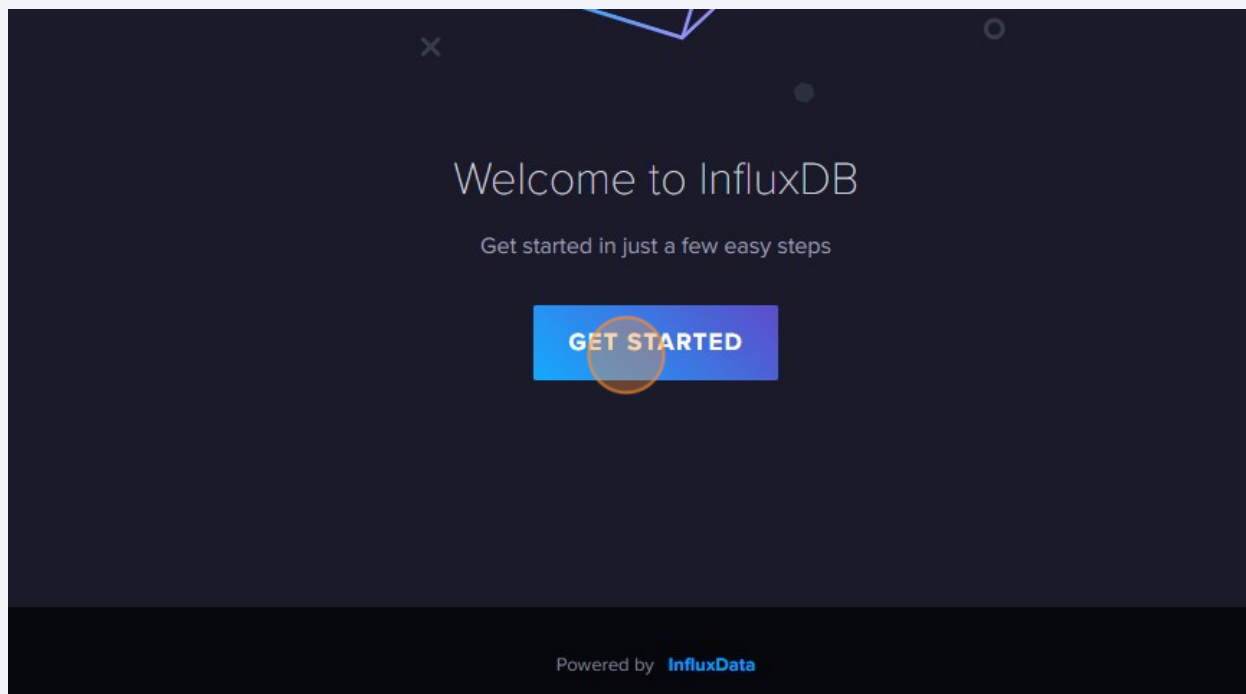 Welcome to InfluxDB
Get started in just a few easy steps
GET STARTED
Powered by InfluxData